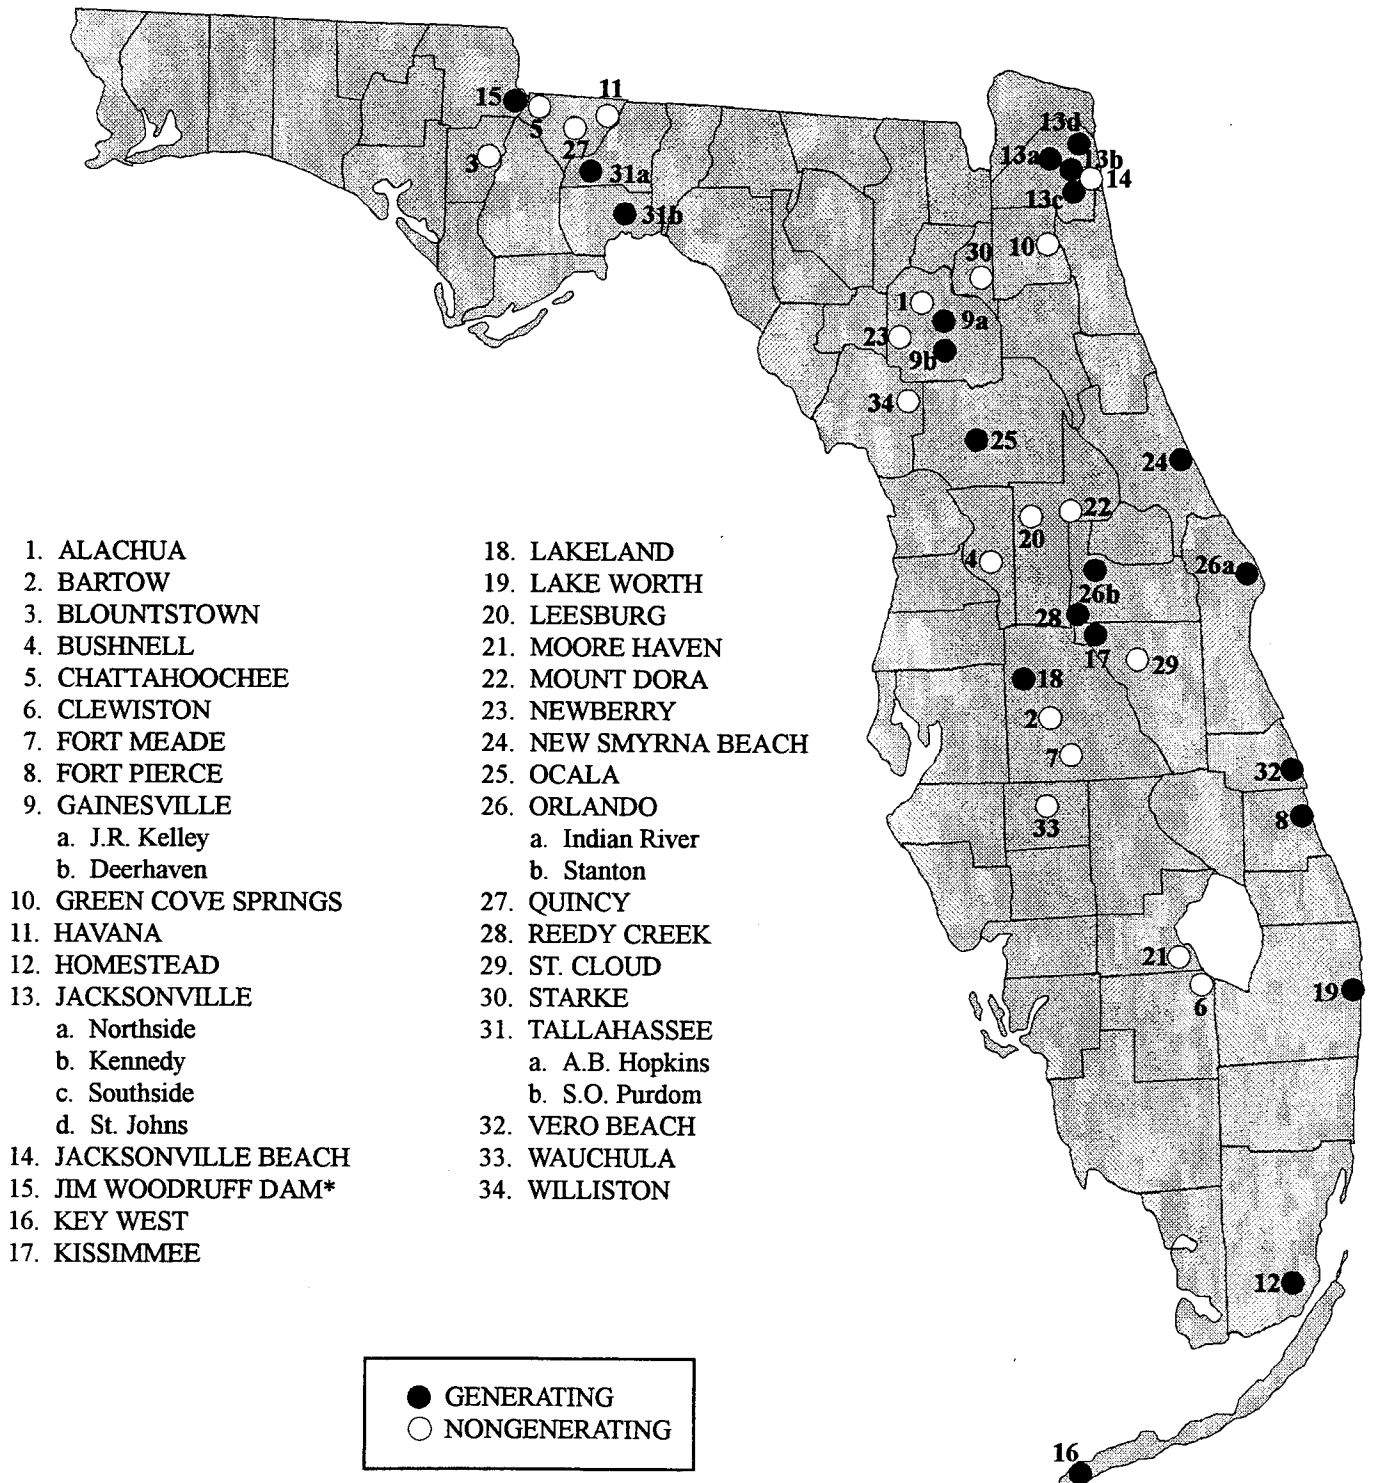 15
11
5
27
3
31a
31b
13d
13a
13b
14
13c
10
30
1
9a
23
9b
34
25
24
22
20
4
26a
26b
28
17
29
18
2
7
32
33
8
21
6
19
12
16
1. ALACHUA
2. BARTOW
3. BLOUNTSTOWN
4. BUSHNELL
5. CHATTAHOOCHEE
6. CLEWISTON
7. FORT MEADE
8. FORT PIERCE
9. GAINESVILLE
a. J.R. Kelley
b. Deerhaven
10. GREEN COVE SPRINGS
11. HAVANA
12. HOMESTEAD
13. JACKSONVILLE
a. Northside
b. Kennedy
c. Southside
d. St. Johns
14. JACKSONVILLE BEACH
15. JIM WOODRUFF DAM*
16. KEY WEST
17. KISSIMMEE
18. LAKELAND
19. LAKE WORTH
20. LEESBURG
21. MOORE HAVEN
22. MOUNT DORA
23. NEWBERRY
24. NEW SMYRNA BEACH
25. OCALA
26. ORLANDO
a. Indian River
b. Stanton
27. QUINCY
28. REEDY CREEK
29. ST. CLOUD
30. STARKE
31. TALLAHASSEE
a. A.B. Hopkins
b. S.O. Purdom
32. VERO BEACH
33. WAUCHULA
34. WILLISTON
GENERATING
NONGENERATING